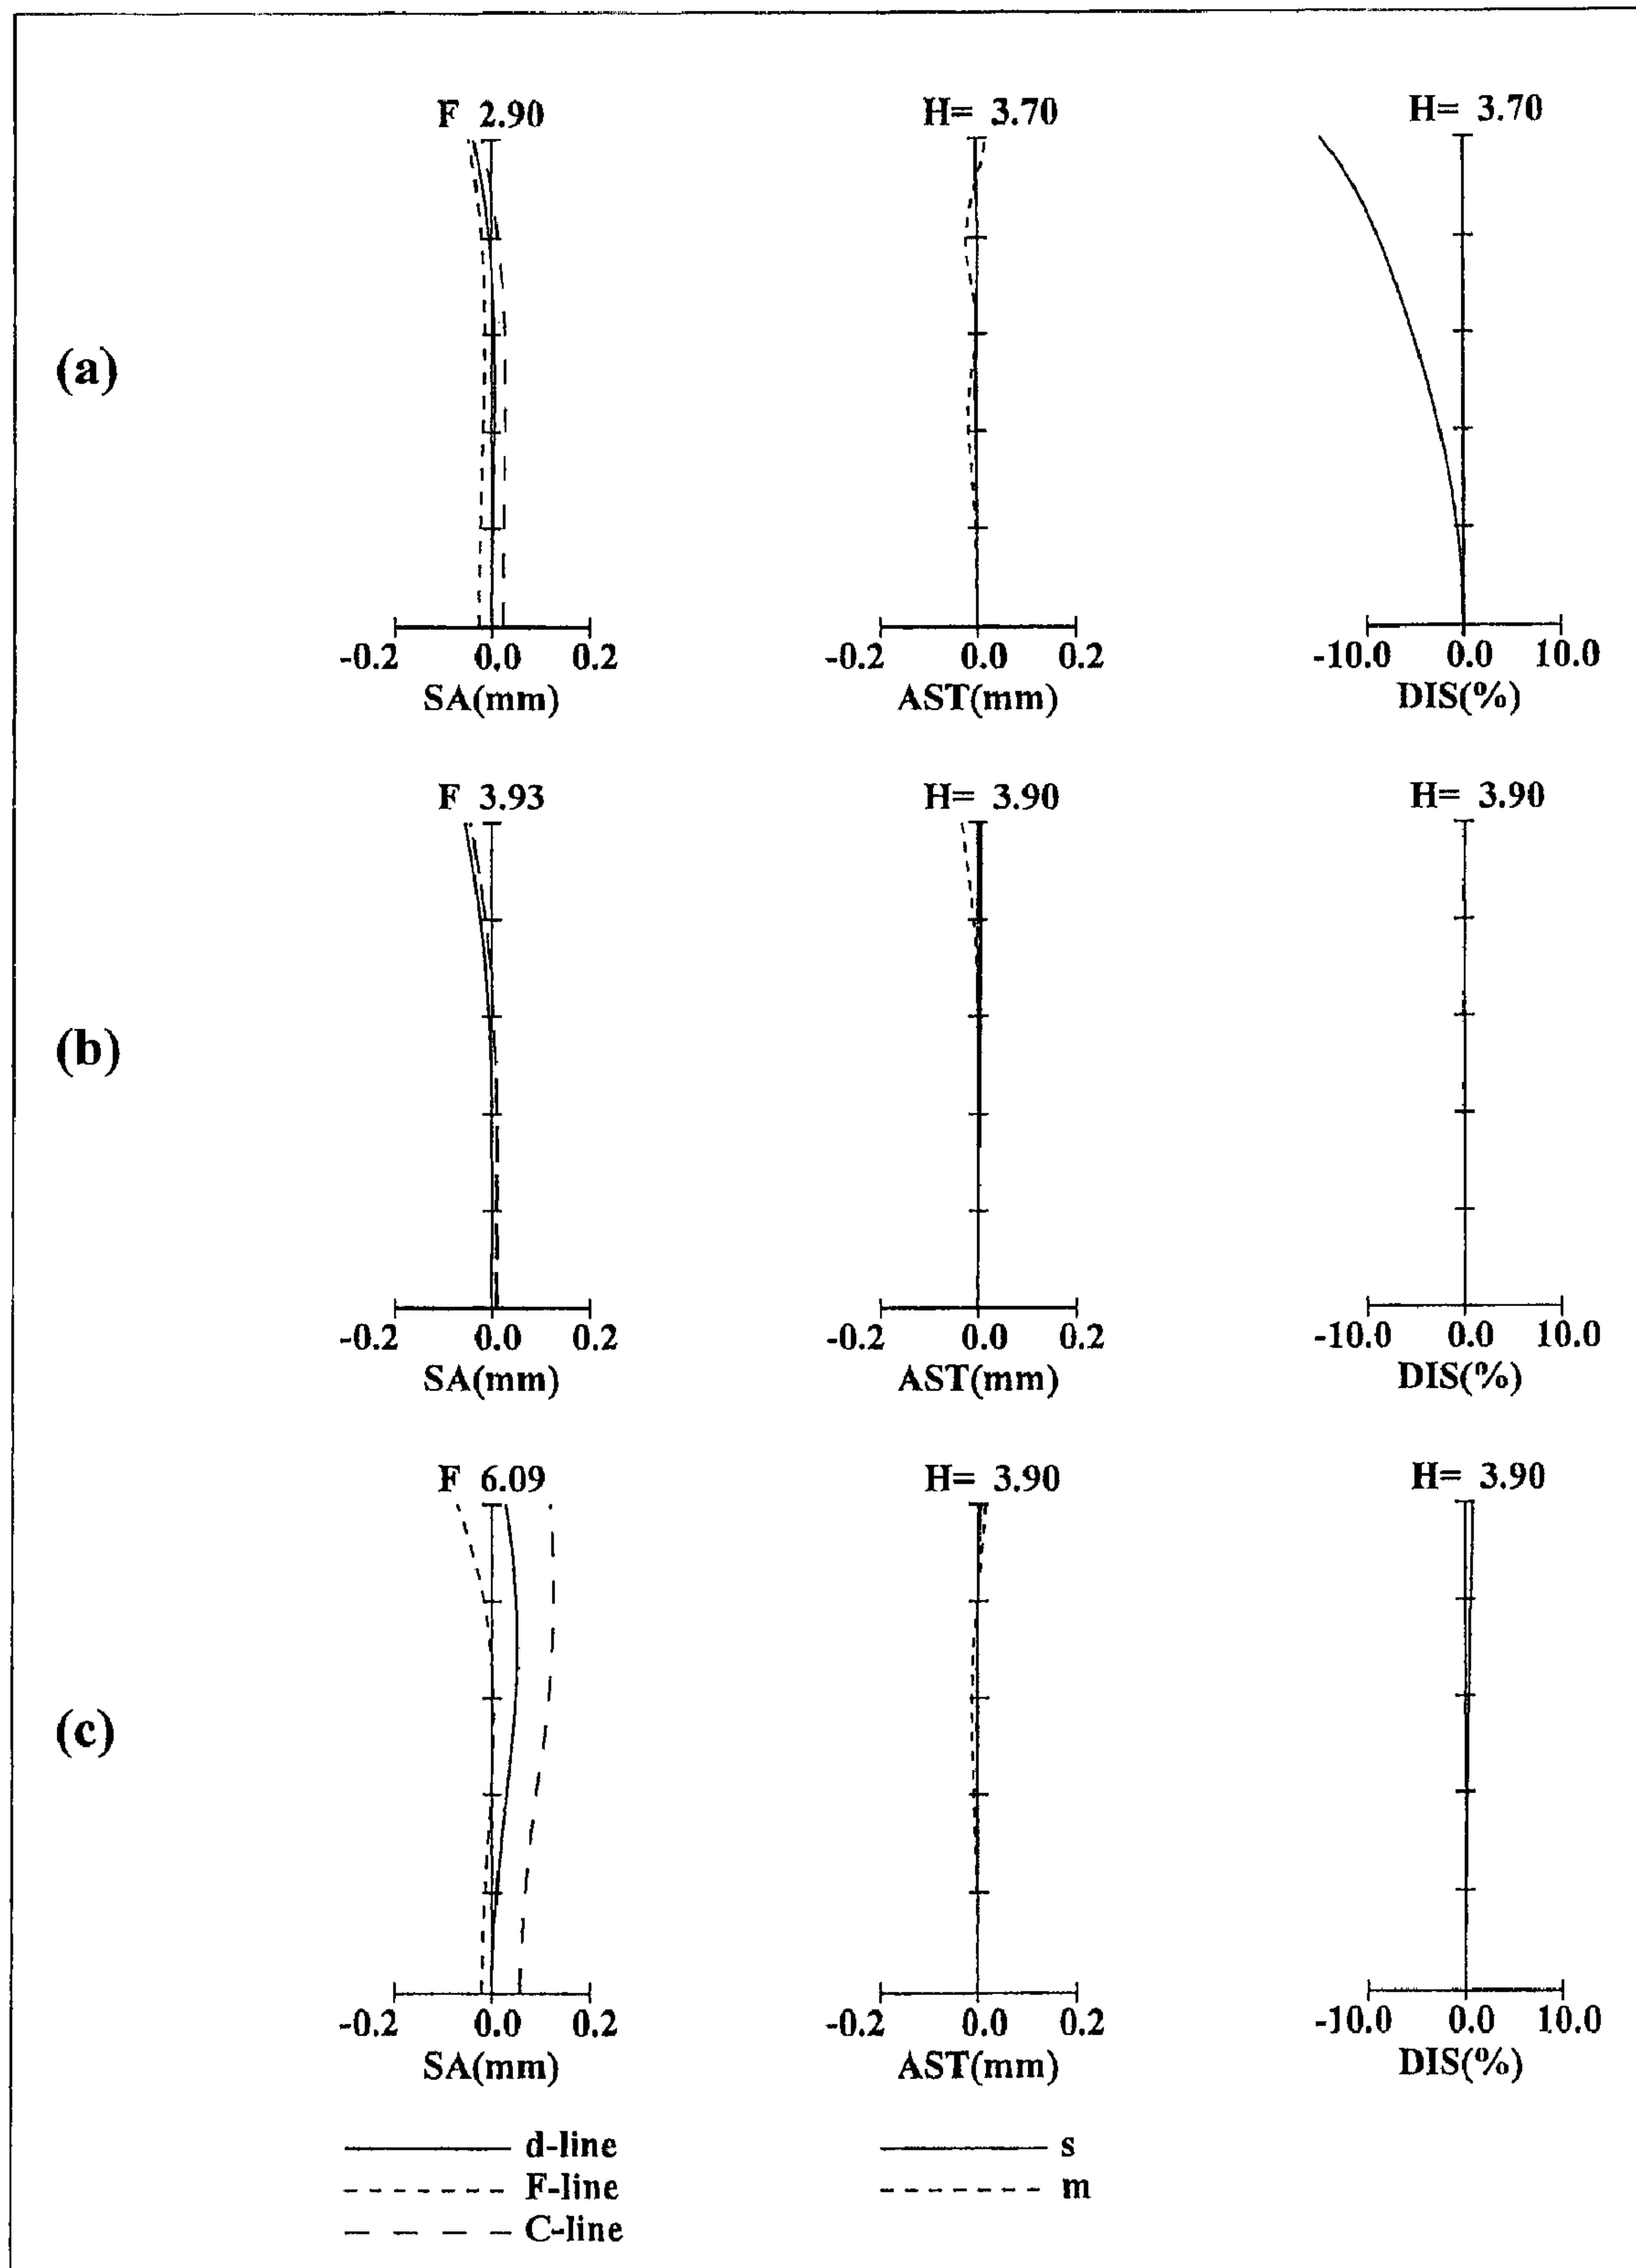 F 2.90 H= 3.70 H= 3.70
(a)
-0.2 0.0 0.2 -0.2 0.0 0.2 -10.0 0.0 10.0
SA(mm) AST(mm) DIS(%)
F 3.93 H= 3.90 H= 3.90
(b)
-0.2 0.0 0.2 -0.2 0.0 0.2 -10.0 0.0 10.0
SA(mm) AST(mm) DIS(%)
F 6.09 H= 3.90 H= 3.90
(c)
-0.2 0.0 0.2 -0.2 0.0 0.2 -10.0 0.0 10.0
SA(mm) AST(mm) DIS(%)
d-line s
F-line m
C-line